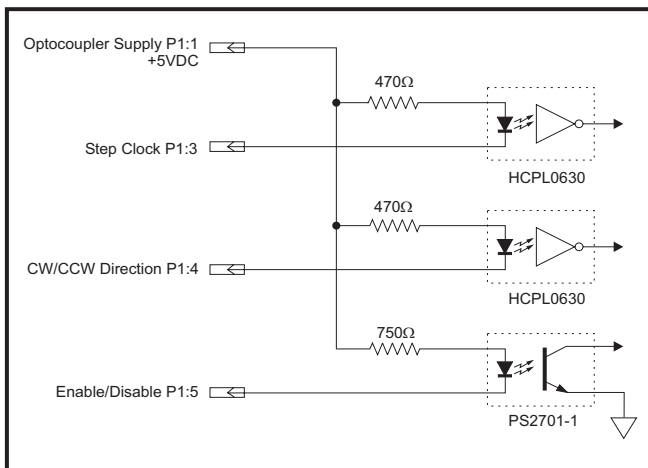 Optocoupler Supply P1:1
+5VDC
470Ω
Step Clock P1:3
HCPL0630
470Ω
CW/CCW Direction P1:4
HCPL0630
750Ω
Enable/Disable P1:5
PS2701-1